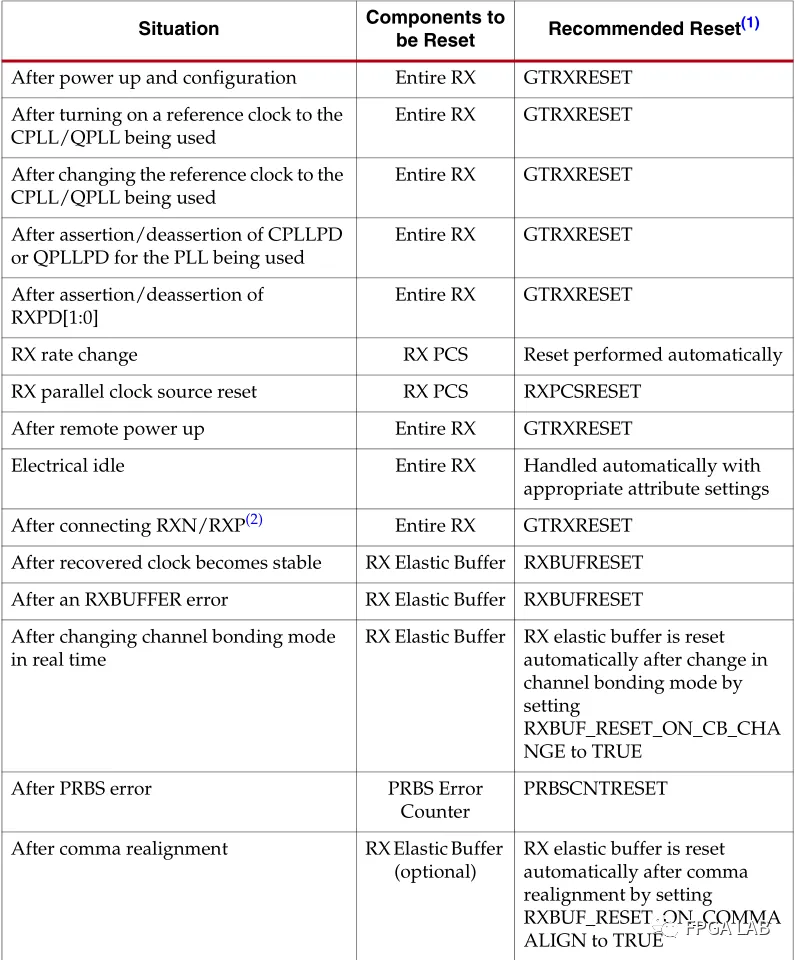 Situation
Components to
be Reset
Recommended Reset(1)
After power up and configuration
Entire RX
GTRXRESET
After turning on a reference clock to the
CPLL/QPLL being used
Entire RX
GTRXRESET
After changing the reference clock to the
CPLL/QPLL being used
Entire RX
GTRXRESET
After assertion/deassertion of CPLLPD
or QPLLPD for the PLL being used
Entire RX
GTRXRESET
After assertion/deassertion of
RXPD[1:0]
Entire RX
GTRXRESET
RX rate change
RX PCS
Reset performed automatically
RX parallel clock source reset
RX PCS
RXPCSRESET
After remote power up
Entire RX
GTRXRESET
Electrical idle
Entire RX
Handled automatically with
appropriate attribute settings
After connecting RXN/RXP(2)
Entire RX
GTRXRESET
After recovered clock becomes stable
RX Elastic Buffer
RXBUFRESET
After an RXBUFFER error
RX Elastic Buffer
RXBUFRESET
After changing channel bonding mode
in real time
RX Elastic Buffer
RX elastic buffer is reset
automatically after change in
channel bonding mode by
setting
RXBUF_RESET_ON_CB_CHA
NGE to TRUE
After PRBS error
PRBS Error
Counter
PRBSCNTRESET
After comma realignment
RX Elastic Buffer
(optional)
RX elastic buffer is reset
automatically after comma
realignment by setting
RXBUF_RESET_ON_COMMA
ALIGN to TRUE
FPGA LAB